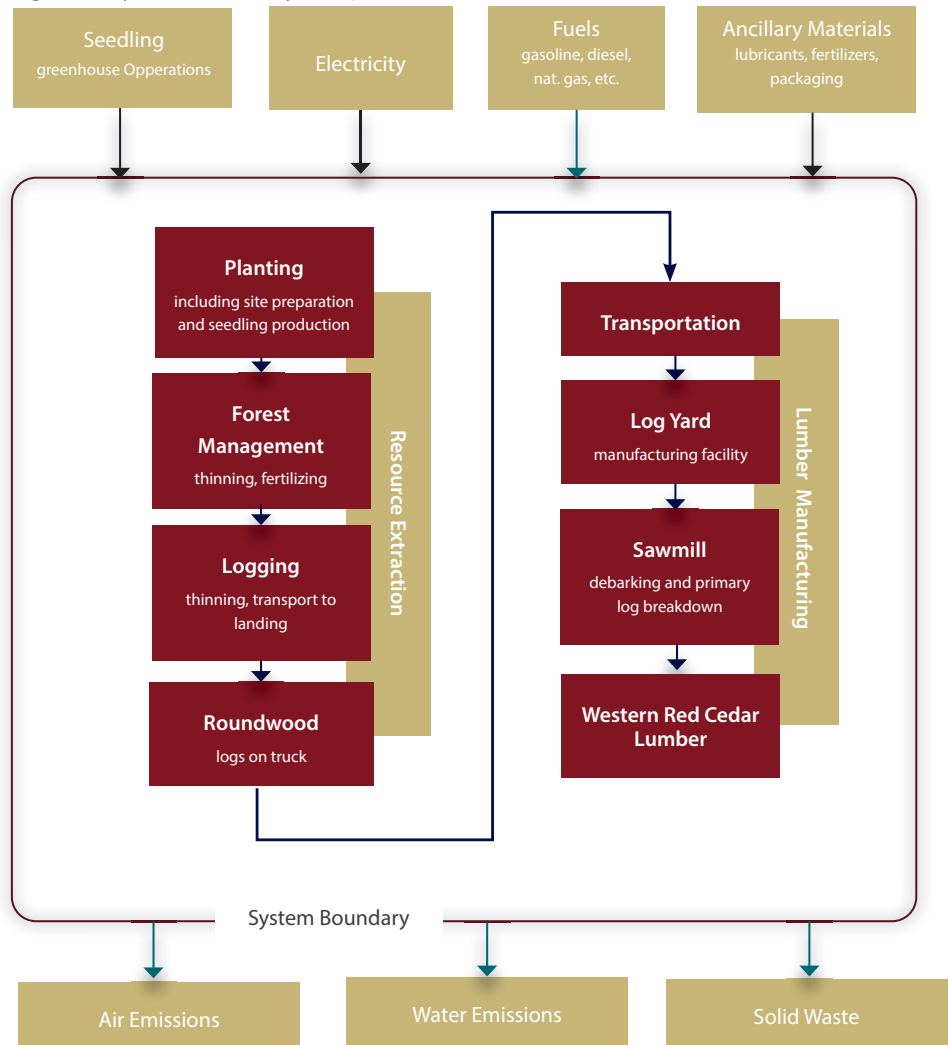 Seedling
greenhouse Opperations
Electricity
Fuels
gasoline, diesel,
nat. gas, etc.
Ancillary Materials
lubricants, fertilizers,
packaging
Planting
including site preparation
and seedling production
Forest
Management
thinning, fertilizing
Logging
thinning, transport to
landing
Roundwood
logs on truck
Resource Extraction
Transportation
Log Yard
manufacturing facility
Sawmill
debarking and primary
log breakdown
Western Red Cedar
Lumber
Lumber Manufacturing
System Boundary
Air Emissions
Water Emissions
Solid Waste